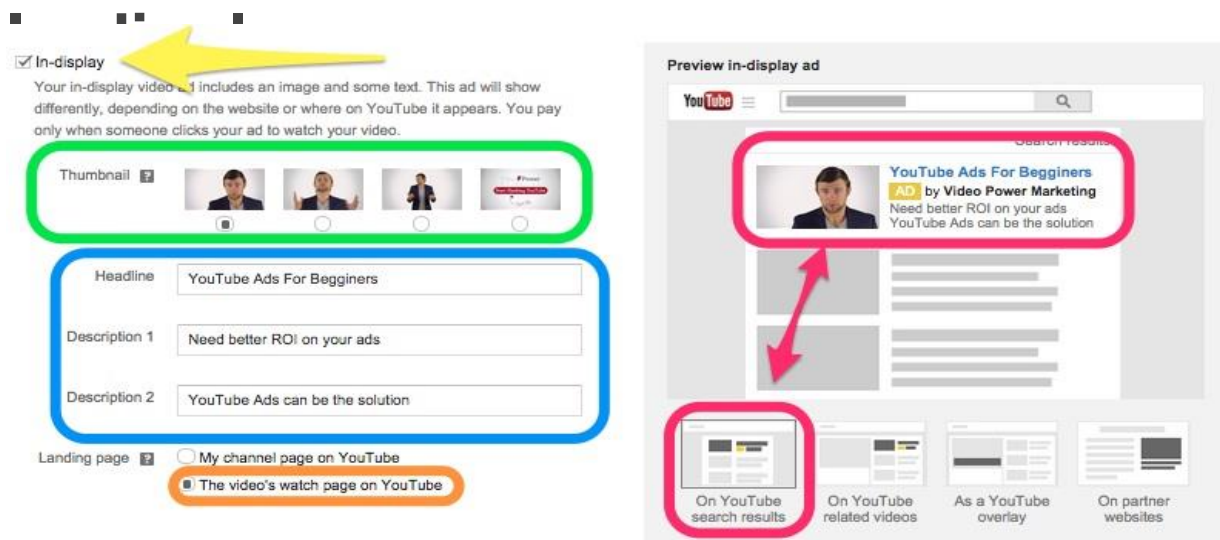 In-display
Your in-display video ad includes an image and some text. This ad will show
differently, depending on the website or where on YouTube it appears. You pay
only when someone clicks your ad to watch your video.
Thumbnail ?
Headline
YouTube Ads For Begginers
Description 1
Need better ROI on your ads
Description 2
YouTube Ads can be the solution
Landing page ?
My channel page on YouTube
The video's watch page on YouTube
Preview in-display ad
YouTube
Search results
YouTube Ads For Begginers
AD by Video Power Marketing
Need better ROI on your ads
YouTube Ads can be the solution
On YouTube
search results
On YouTube
related videos
As a YouTube
overlay
On partner
websites